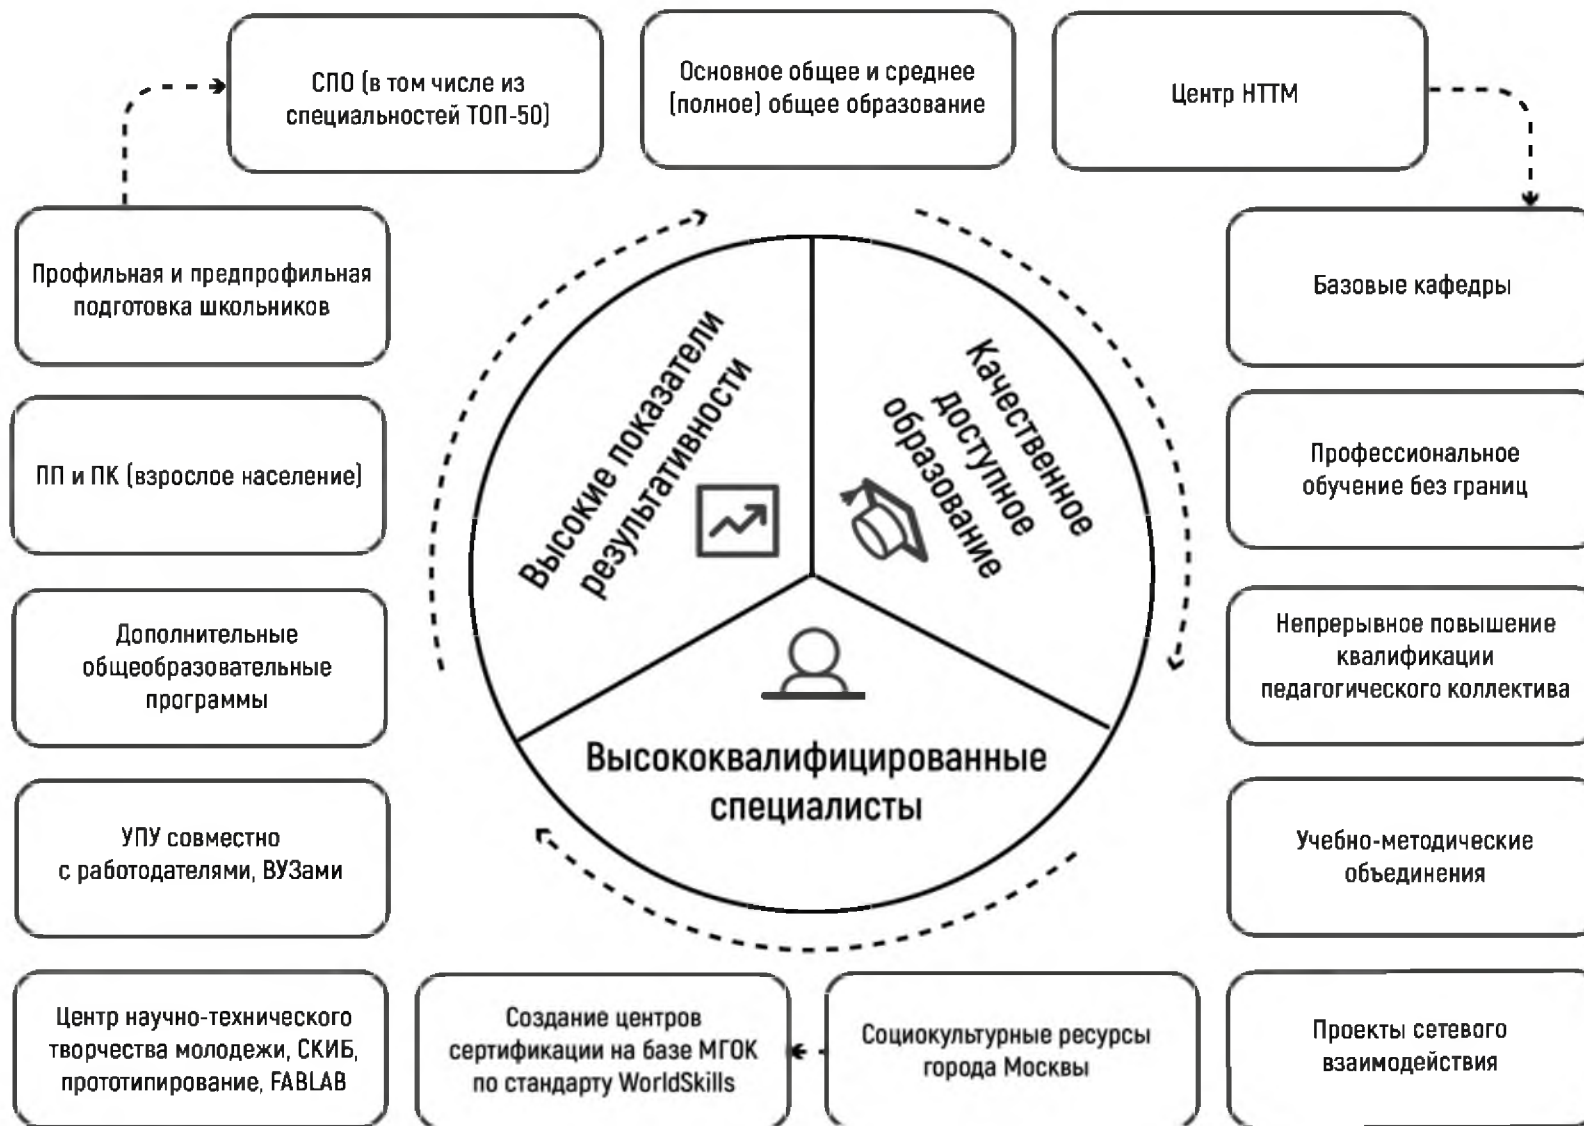 СПО (в том числе из
специальностей ТОП-50)
Основное общее и среднее
(полное) общее образование
Центр НТТМ
Профильная и предпрофильная
подготовка школьников
Базовые кафедры
ПП и ПК (взрослое население)
Профессиональное
обучение без границ
Дополнительные
общеобразовательные
программы
Непрерывное повышение
квалификации
педагогического коллектива
УПУ совместно
с работодателями, ВУЗами
Учебно-методические
объединения
Центр научно-технического
творчества молодежи, СКИБ,
прототипирование, FABLAB
Создание центров
сертификации на базе МГОК
по стандарту WorldSkills
Социокультурные ресурсы
города Москвы
Проекты сетевого
взаимодействия
Высокие показатели
результативности
Качественное
доступное
образование
Высококвалифицированные
специалисты